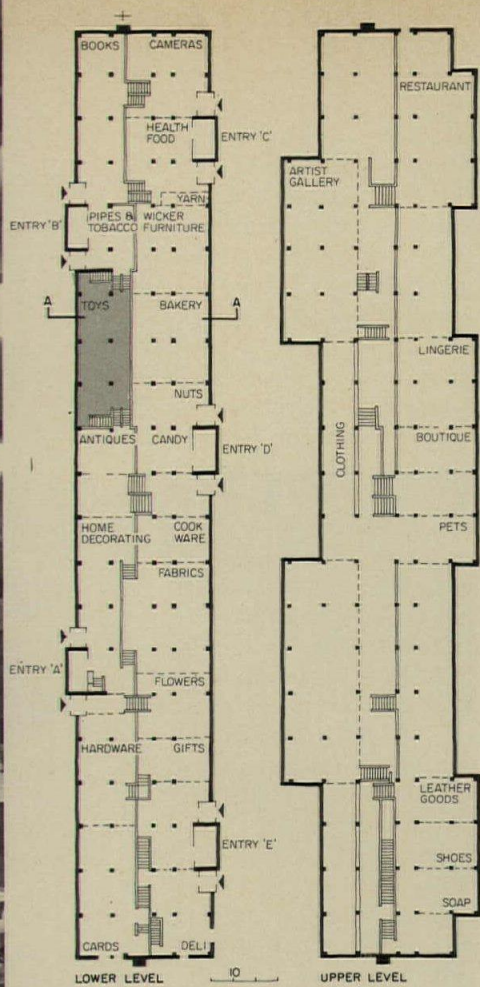 BOOKS
CAMERAS
HEALTH
FOOD
ENTRY 'C'
YARN
ENTRY 'B'
PIPES &
TOBACCO
WICKER
FURNITURE
A
TOYS
BAKERY
A
NUTS
ANTIQUES
CANDY
ENTRY 'D'
HOME
DECORATING
COOK
WARE
FABRICS
ENTRY 'A'
FLOWERS
HARDWARE
GIFTS
ENTRY 'E'
CARDS
DELI
LOWER LEVEL
10
RESTAURANT
ARTIST
GALLERY
LINGERIE
CLOTHING
BOUTIQUE
PETS
LEATHER
GOODS
SHOES
SOAP
UPPER LEVEL